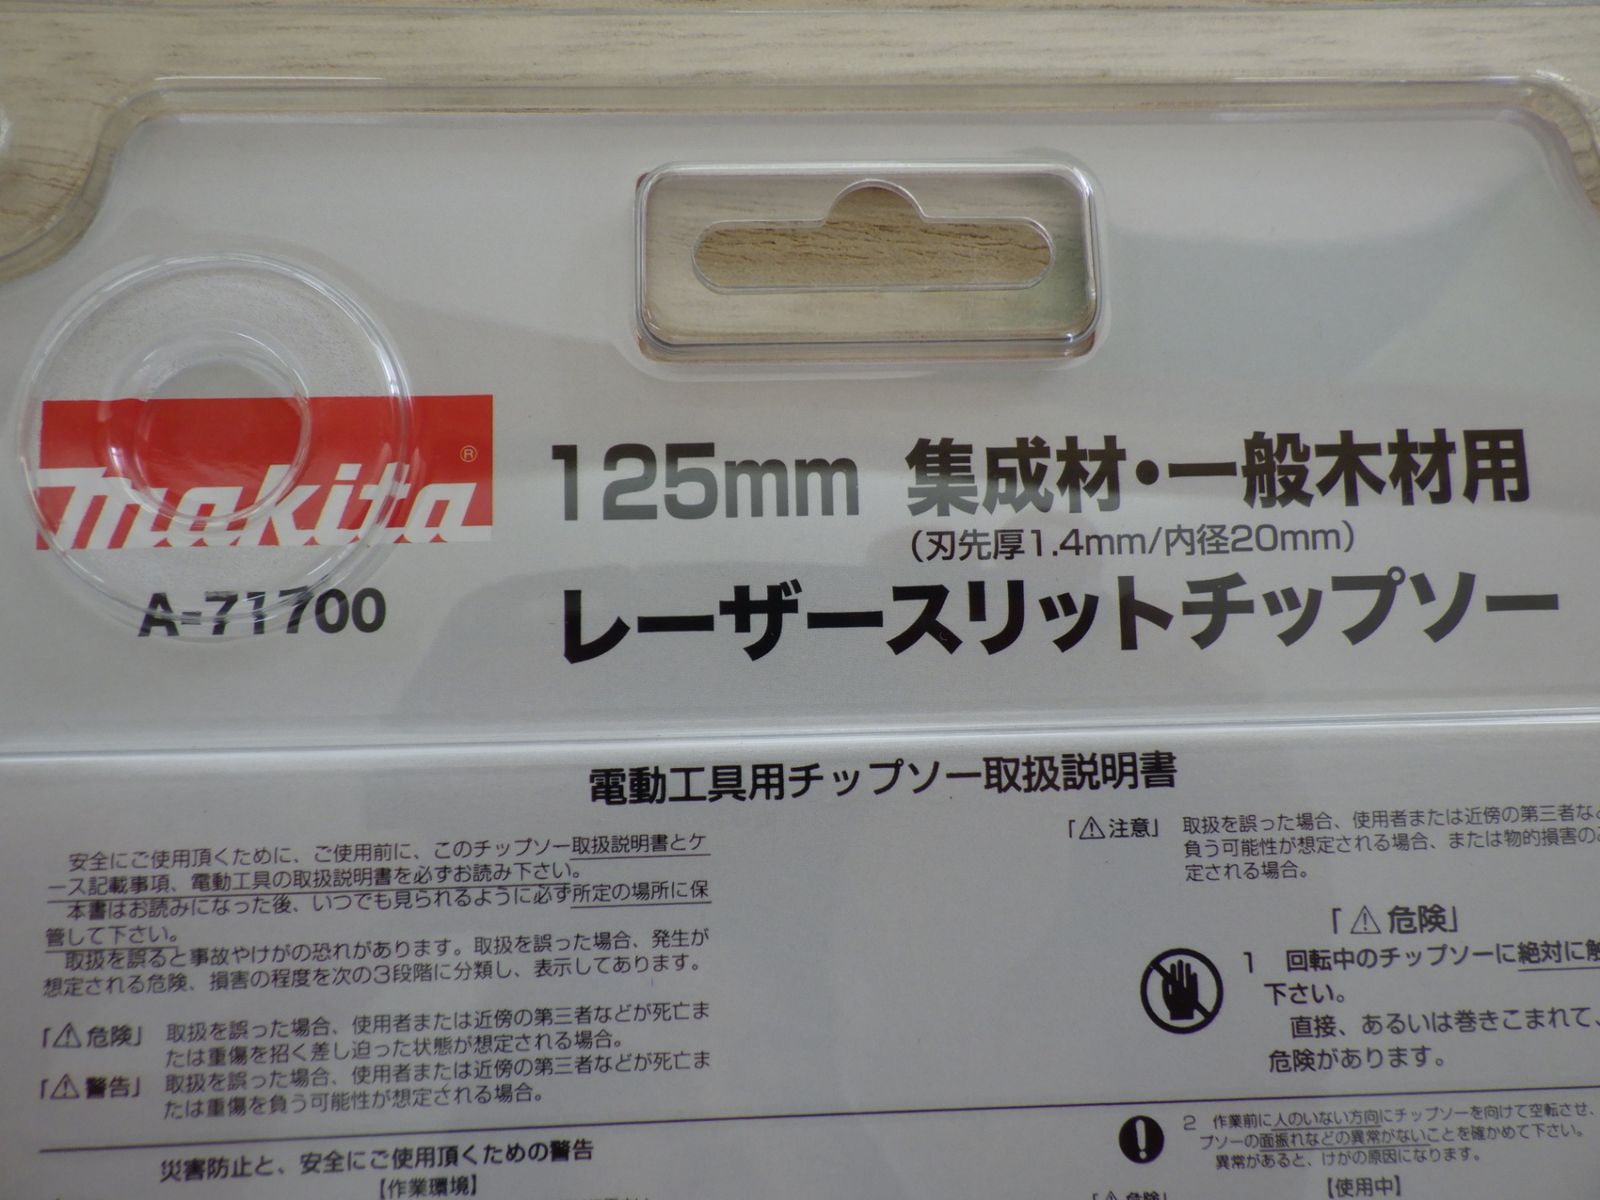 makita®
A-71700
125mm 集成材・一般木材用
(刃先厚1.4mm/内径20mm)
レーザースリットチップソー
電動工具用チップソー取扱説明書
安全にご使用頂くために、ご使用前に、このチップソー取扱説明書とケ
ース記載事項、電動工具の取扱説明書を必ずお読み下さい。
本書はお読みになった後、いつでも見られるように必ず所定の場所に保
管して下さい。
取扱を誤ると事故やけがの恐れがあります。取扱を誤った場合、発生が
想定される危険、損害の程度を次の3段階に分類し、表示してあります。
「⚠危険」 取扱を誤った場合、使用者または近傍の第三者などが死亡ま
たは重傷を招く差し迫った状態が想定される場合。
「⚠警告」 取扱を誤った場合、使用者または近傍の第三者などが死亡ま
たは重傷を負う可能性が想定される場合。
災害防止と、安全にご使用頂くための警告
【作業環境】
「⚠注意」 取扱を誤った場合、使用者または近傍の第三者な
負う可能性が想定される場合、または物的損害の
定される場合。
「⚠危険」
1 回転中のチップソーに絶対に触
下さい。
直接、あるいは巻きこまれて、
危険があります。
2 作業前に人のいない方向にチップソーを向けて空転させ、
プソーの面振れなどの異常がないことを確かめて下さい。
異常があると、けがの原因になります。
【使用中】
「⚠危険」